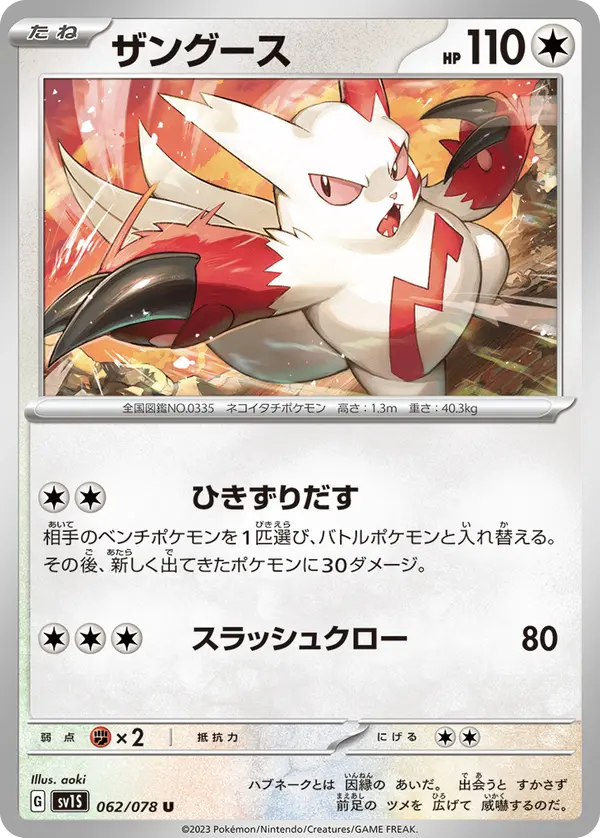 たね ザングース HP 110
全国図鑑NO.0335 ネコイタチポケモン 高さ:1.3m 重さ:40.3kg
ひきずりだす
相手のベンチポケモンを1匹選び、バトルポケモンと入れ替える。
その後、新しく出てきたポケモンに30ダメージ。
スラッシュクロー 80
弱点 ×2 抵抗力 にげる
Illus. aoki
G sv1S 062/078 U
ハブネークとは 因縁の あいだ。 出会うと すかさず
前足の ツメを 広げて 威嚇するのだ。
©2023 Pokémon/Nintendo/Creatures/GAME FREAK.